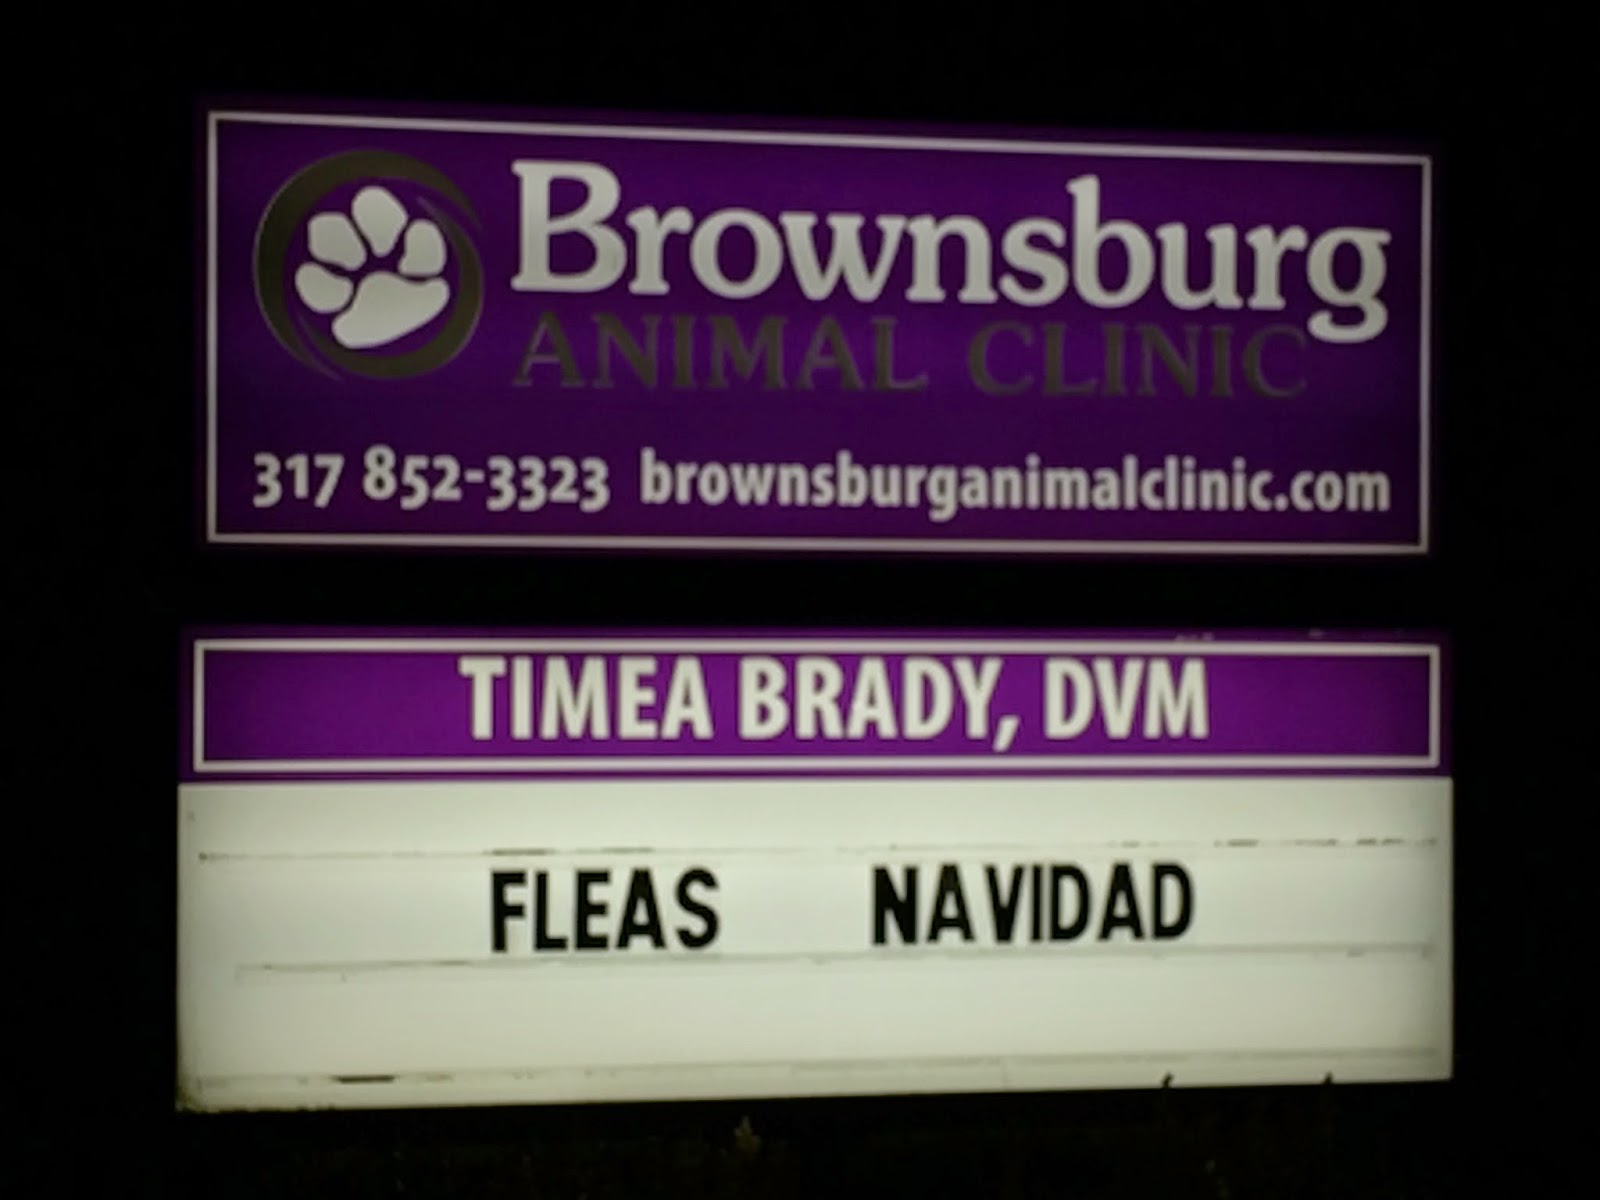 Brownsburg
ANIMAL CLINIC
317 852-3323 brownsburganimalclinic.com
TIMEA BRADY, DVM
FLEAS NAVIDAD